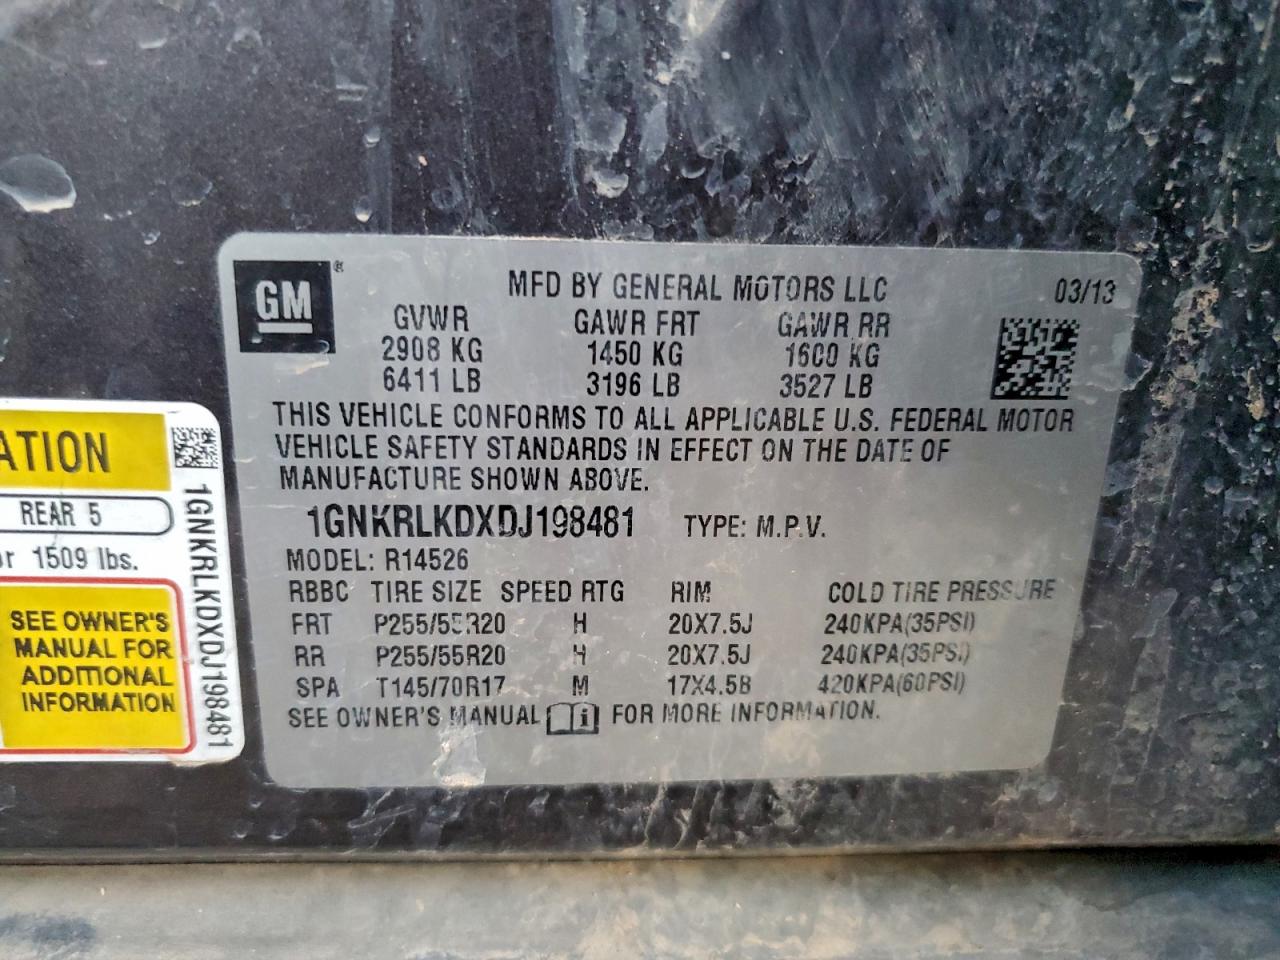 GM ®
MFD BY GENERAL MOTORS LLC 03/13
GVWR GAWR FRT GAWR RR
2908 KG 1450 KG 1600 KG
6411 LB 3196 LB 3527 LB
THIS VEHICLE CONFORMS TO ALL APPLICABLE U.S. FEDERAL MOTOR
VEHICLE SAFETY STANDARDS IN EFFECT ON THE DATE OF
MANUFACTURE SHOWN ABOVE.
1GNKRLKDXDJ198481 TYPE: M.P.V.
MODEL: R14526
RBBC TIRE SIZE SPEED RTG RIM COLD TIRE PRESSURE
FRT P255/55R20 H 20X7.5J 240KPA(35PSI)
RR P255/55R20 H 20X7.5J 240KPA(35PSI)
SPA T145/70R17 M 17X4.5B 420KPA(60PSI)
SEE OWNER'S MANUAL i FOR MORE INFORMATION.
ATION
REAR 5
or 1509 lbs.
SEE OWNER'S
MANUAL FOR
ADDITIONAL
INFORMATION
1GNKRLKDXDJ198481